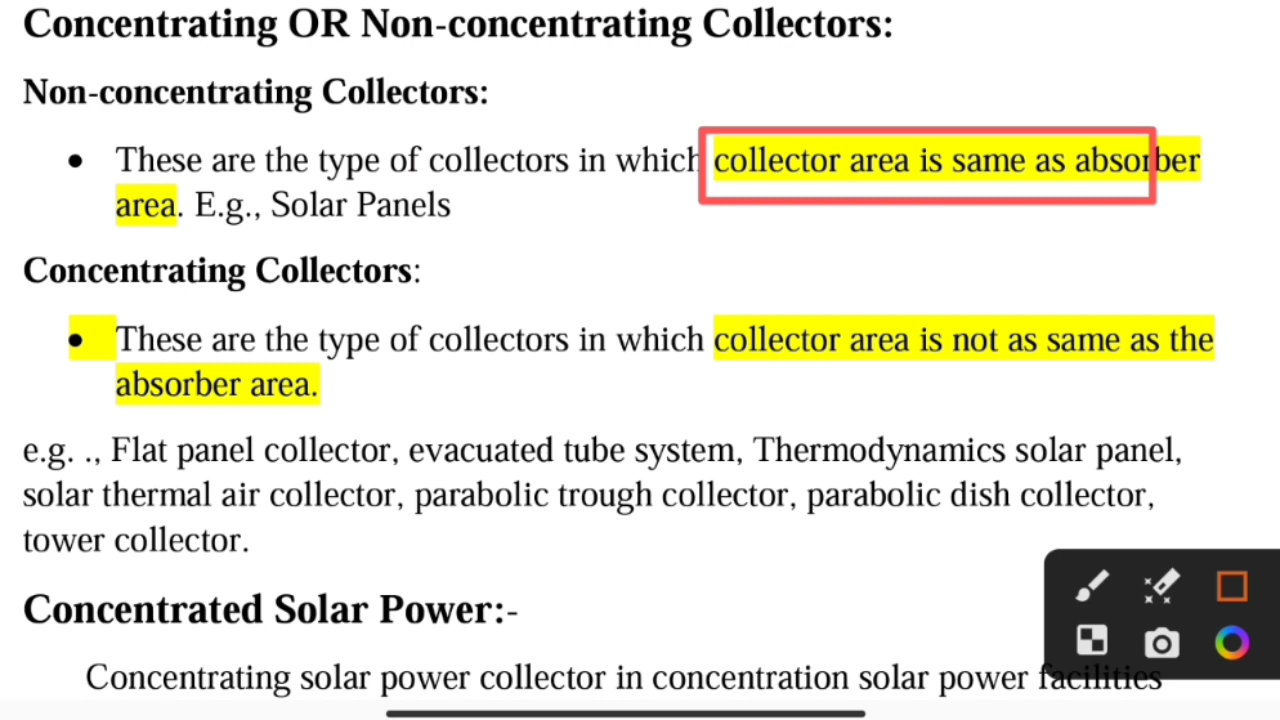 Concentrating OR Non-concentrating Collectors:
Non-concentrating Collectors:
• These are the type of collectors in which collector area is same as absorber
area. E.g., Solar Panels
Concentrating Collectors:
• These are the type of collectors in which collector area is not as same as the
absorber area.
e.g. ., Flat panel collector, evacuated tube system, Thermodynamics solar panel,
solar thermal air collector, parabolic trough collector, parabolic dish collector,
tower collector.
Concentrated Solar Power:-
Concentrating solar power collector in concentration solar power facilities